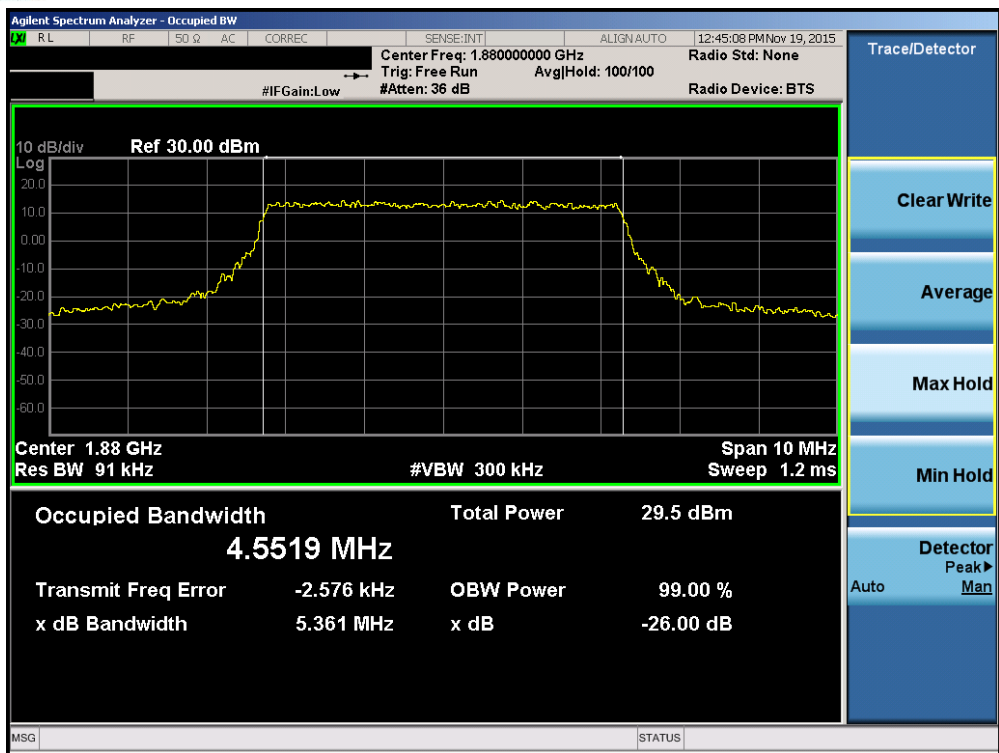 Agilent Spectrum Analyzer - Occupied BW
LXI RL RF 50 Ω AC CORREC SENSE:INT ALIGN AUTO 12:45:08 PM Nov 19, 2015
Center Freq: 1.880000000 GHz Radio Std: None
Trig: Free Run Avg|Hold: 100/100
#IFGain:Low #Atten: 36 dB Radio Device: BTS
10 dB/div Ref 30.00 dBm
Log
20.0
10.0
0.00
-10.0
-20.0
-30.0
-40.0
-50.0
-60.0
Center 1.88 GHz Span 10 MHz
Res BW 91 kHz #VBW 300 kHz Sweep 1.2 ms
Occupied Bandwidth Total Power 29.5 dBm
4.5519 MHz
Transmit Freq Error -2.576 kHz OBW Power 99.00 %
x dB Bandwidth 5.361 MHz x dB -26.00 dB
Trace/Detector
Clear Write
Average
Max Hold
Min Hold
Detector
Peak▶
Auto Man
MSG STATUS